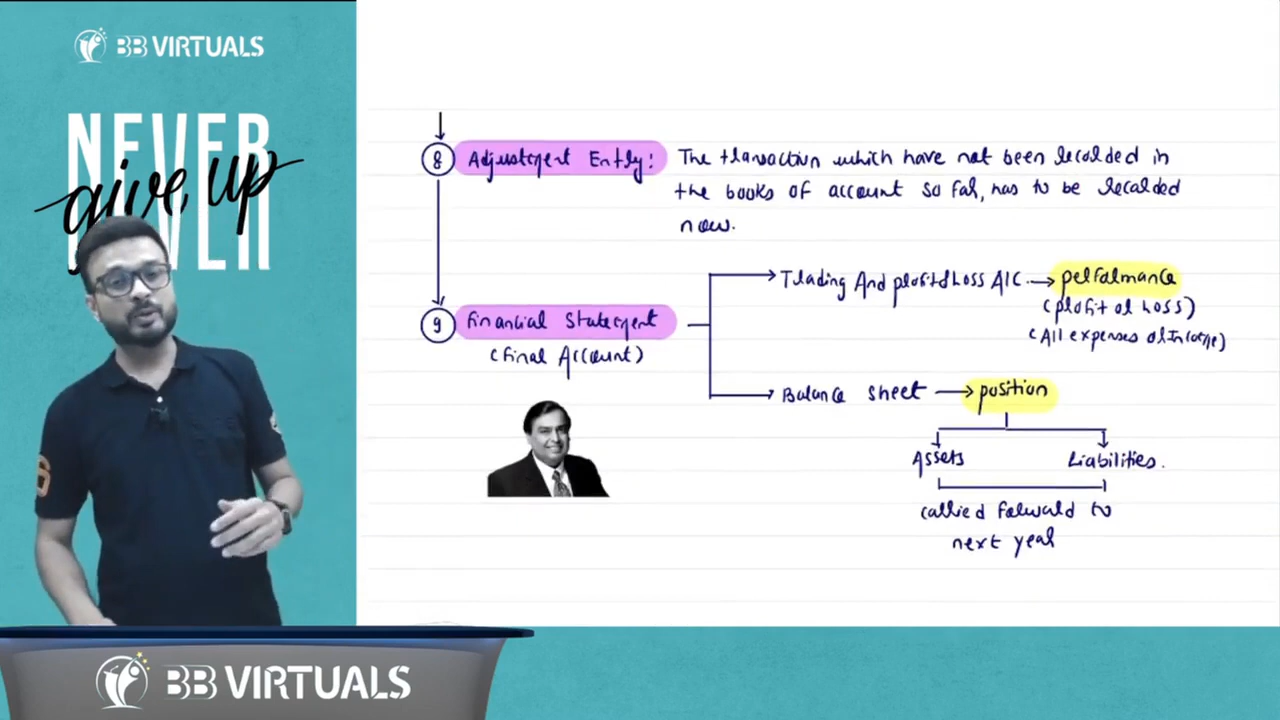 BB VIRTUALS
NEVER
give up
NEVER
8 Adjustment Entry: The transaction which have not been recorded in
the books of account so far, has to be recorded
now.
Trading And profit & Loss A/C → performance
(profit or Loss)
(All expenses or Income)
9 Financial Statement
(Final Account)
Balance sheet → position
Assets
Liabilities.
carried forward to
next year
6
BB VIRTUALS